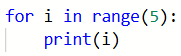 for i in range(5):
    print(i)